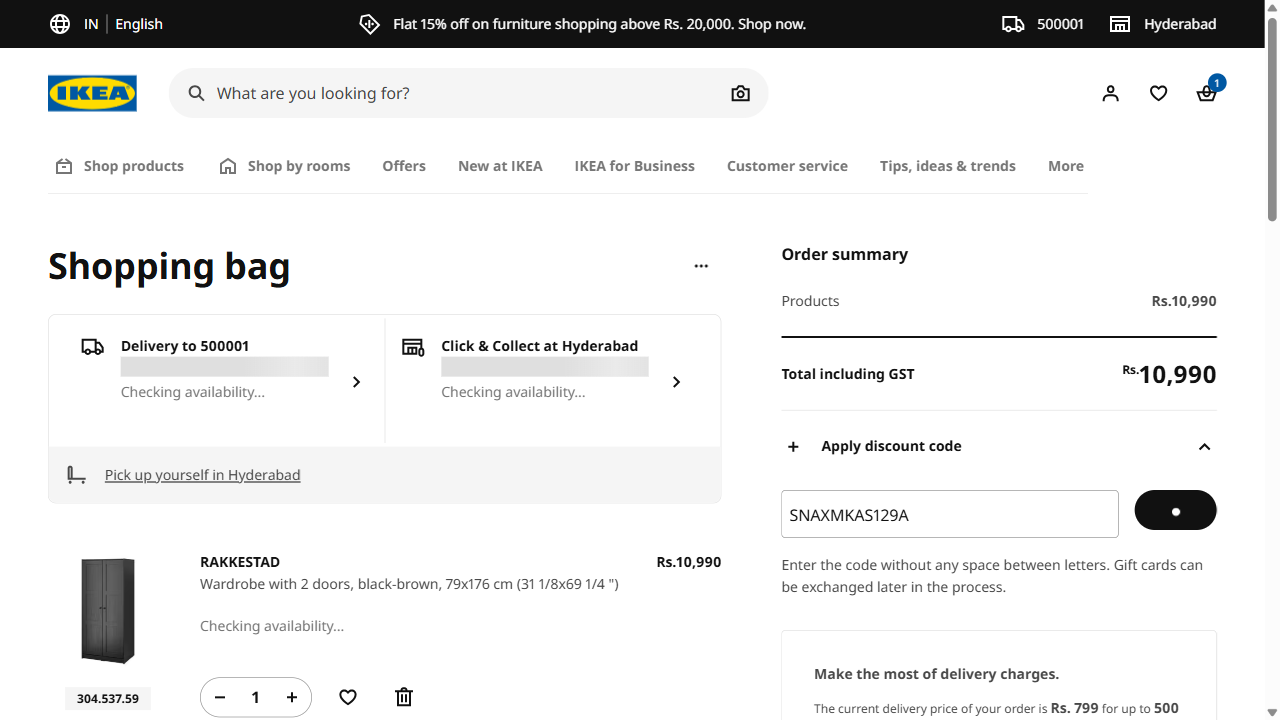 IN
English
Flat 15% off on furniture shopping above Rs. 20,000. Shop now.
500001
Hyderabad
IKEA
What are you looking for?
1
Shop products
Shop by rooms
Offers
New at IKEA
IKEA for Business
Customer service
Tips, ideas & trends
More
Shopping bag
Delivery to 500001
Checking availability...
Click & Collect at Hyderabad
Checking availability...
Pick up yourself in Hyderabad
RAKKESTAD
Rs.10,990
Wardrobe with 2 doors, black-brown, 79x176 cm (31 1/8x69 1/4 ")
Checking availability...
304.537.59
1
Order summary
Products
Rs.10,990
Total including GST
Rs.10,990
Apply discount code
SNAXMKAS129A
Enter the code without any space between letters. Gift cards can
be exchanged later in the process.
Make the most of delivery charges.
The current delivery price of your order is Rs. 799 for up to 500